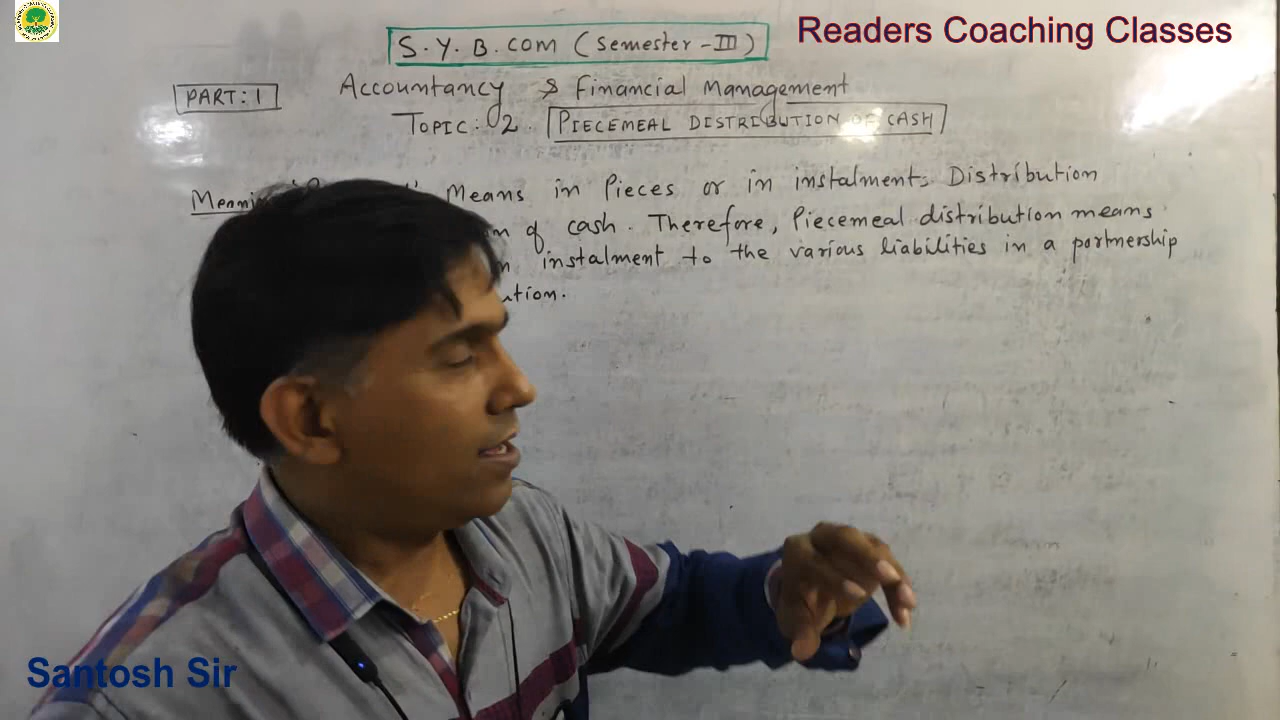 Readers Coaching Classes
S.Y.B.COM (Semester-III)
PART: 1
Accountancy & Financial Management
TOPIC: 2. PIECEMEAL DISTRIBUTION OF CASH
Means in Pieces or in instalment. Distribution
of cash. Therefore, Piecemeal distribution means
instalment to the various liabilities in a partnership
Santosh Sir